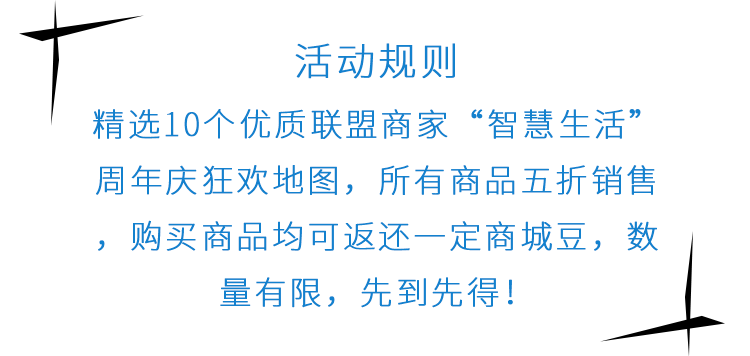 活动规则
精选10个优质联盟商家“智慧生活”
周年庆狂欢地图，所有商品五折销售
，购买商品均可返还一定商城豆，数
量有限，先到先得！